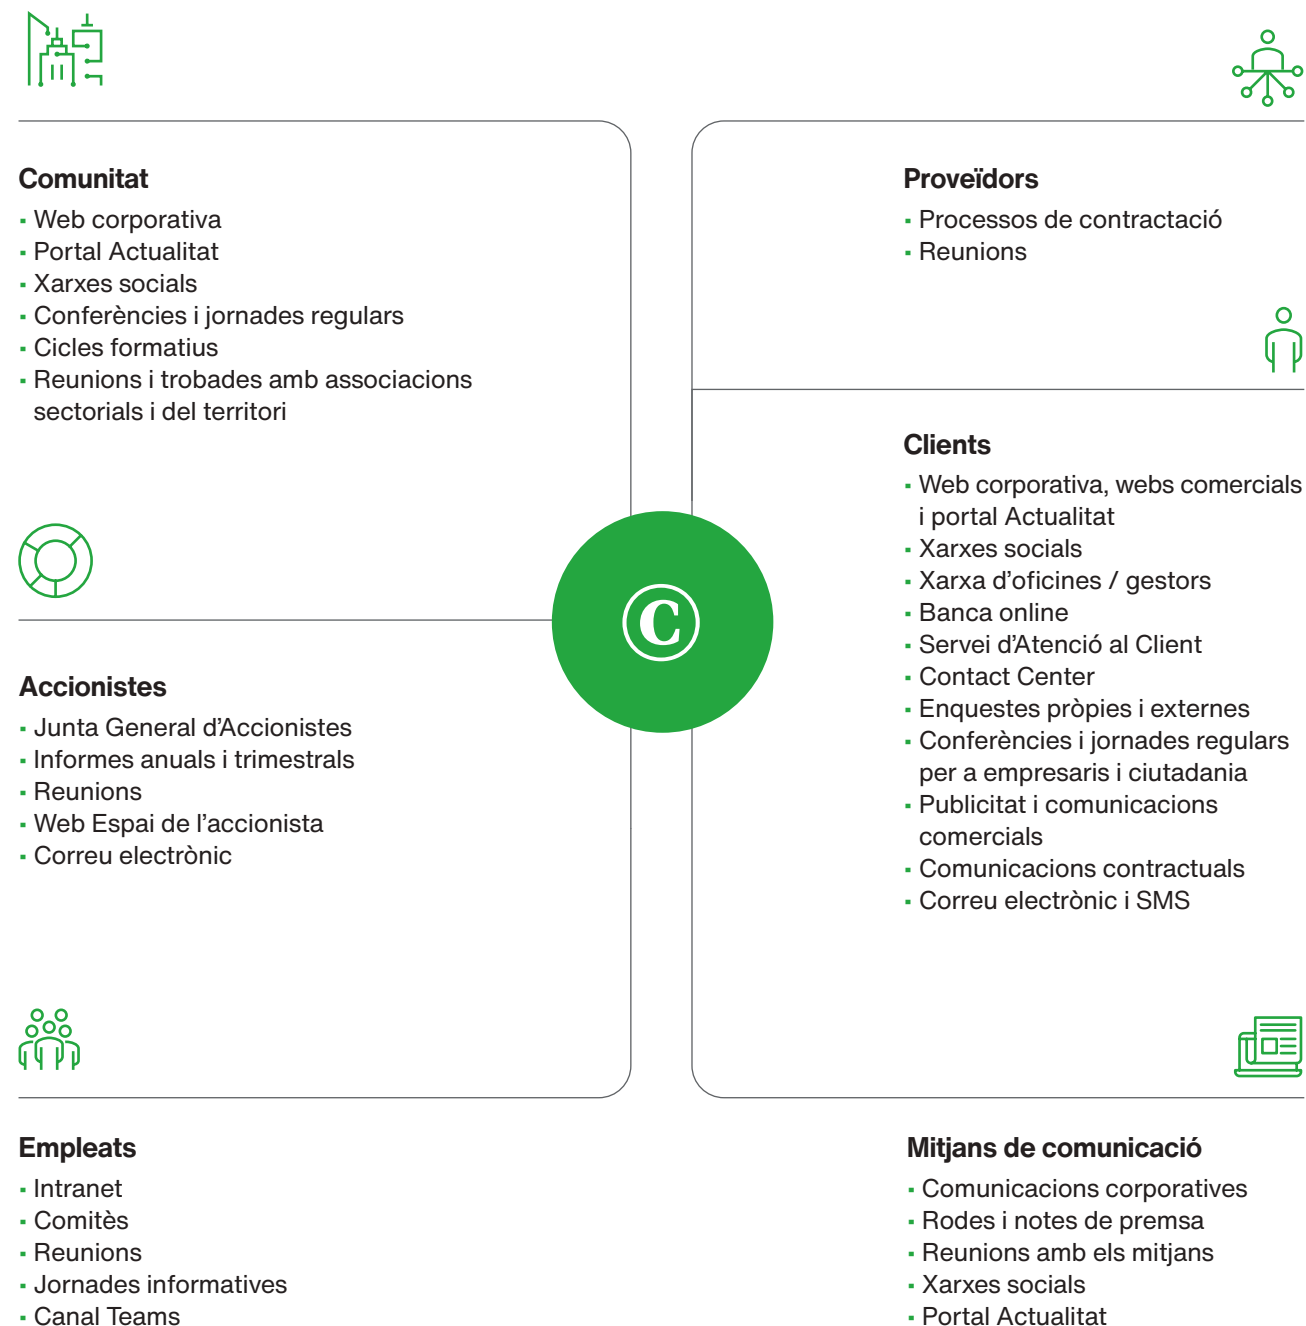 Comunitat
- Web corporativa
- Portal Actualitat
- Xarxes socials
- Conferències i jornades regulars
- Cicles formatius
- Reunions i trobades amb associacions
sectorials i del territori
Accionistes
- Junta General d’Accionistes
- Informes anuals i trimestrals
- Reunions
- Web Espai de l’accionista
- Correu electrònic
Empleats
- Intranet
- Comitès
- Reunions
- Jornades informatives
- Canal Teams
©
Proveïdors
- Processos de contractació
- Reunions
Clients
- Web corporativa, webs comercials
i portal Actualitat
- Xarxes socials
- Xarxa d’oficines / gestors
- Banca online
- Servei d’Atenció al Client
- Contact Center
- Enquestes pròpies i externes
- Conferències i jornades regulars
per a empresaris i ciutadania
- Publicitat i comunicacions
comercials
- Comunicacions contractuals
- Correu electrònic i SMS
Mitjans de comunicació
- Comunicacions corporatives
- Rodes i notes de premsa
- Reunions amb els mitjans
- Xarxes socials
- Portal Actualitat